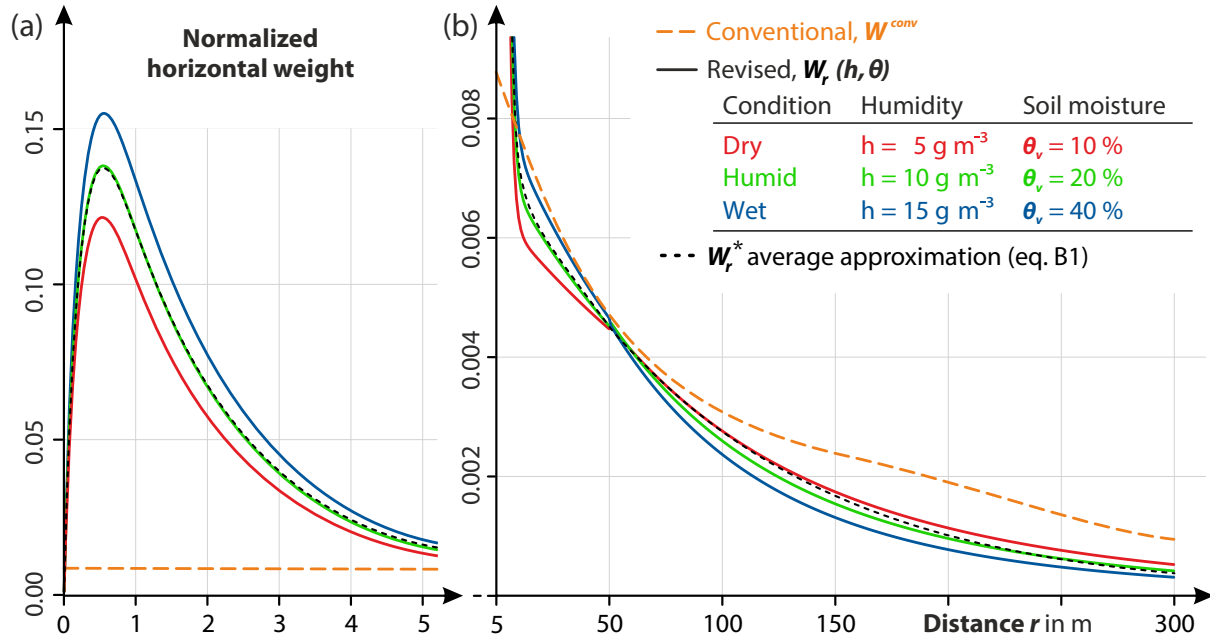 (a)
Normalized
horizontal weight
0.15
0.10
0.05
0.00
0 1 2 3 4 5
(b)
Conventional, W^conv
Revised, W_r (h, θ)
Condition Humidity Soil moisture
Dry h = 5 g m⁻³ θ_v = 10 %
Humid h = 10 g m⁻³ θ_v = 20 %
Wet h = 15 g m⁻³ θ_v = 40 %
W_r* average approximation (eq. B1)
0.008
0.006
0.004
0.002
5 50 100 150 Distance r in m 300